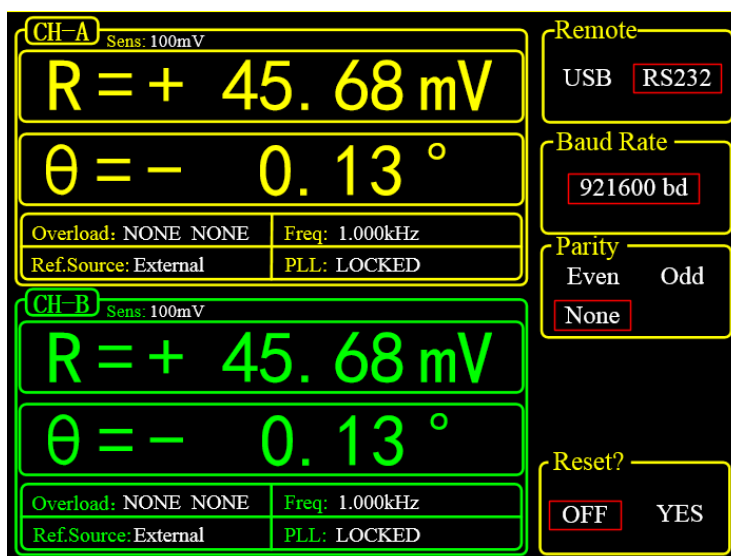 CH-A Sens: 100mV
R=+ 45.68 mV
θ=- 0.13 °
Overload: NONE NONE Freq: 1.000kHz
Ref.Source: External PLL: LOCKED
CH-B Sens: 100mV
R=+ 45.68 mV
θ=- 0.13 °
Overload: NONE NONE Freq: 1.000kHz
Ref.Source: External PLL: LOCKED
Remote
USB RS232
Baud Rate
921600 bd
Parity
Even Odd
None
Reset?
OFF YES